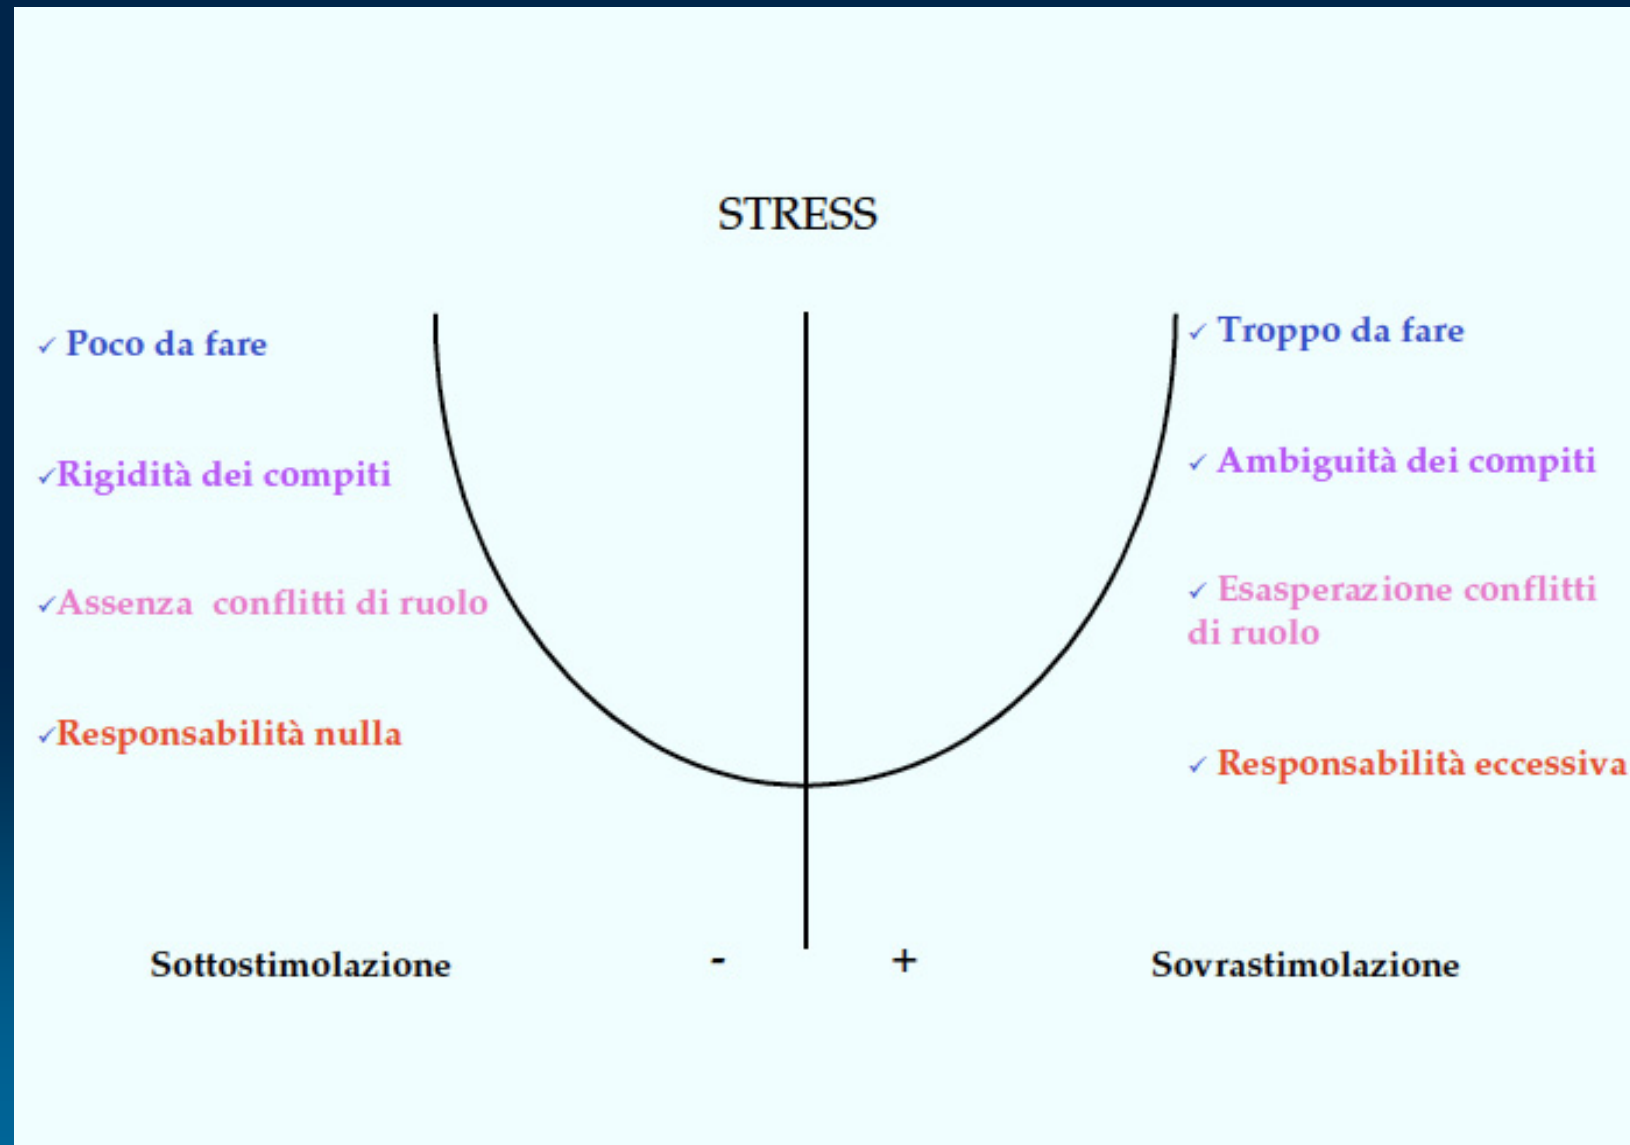 STRESS
✓ Poco da fare
✓Rigidità dei compiti
✓Assenza conflitti di ruolo
✓Responsabilità nulla
✓ Troppo da fare
✓ Ambiguità dei compiti
✓ Esasperazione conflitti
di ruolo
✓ Responsabilità eccessiva
Sottostimolazione - + Sovrastimolazione